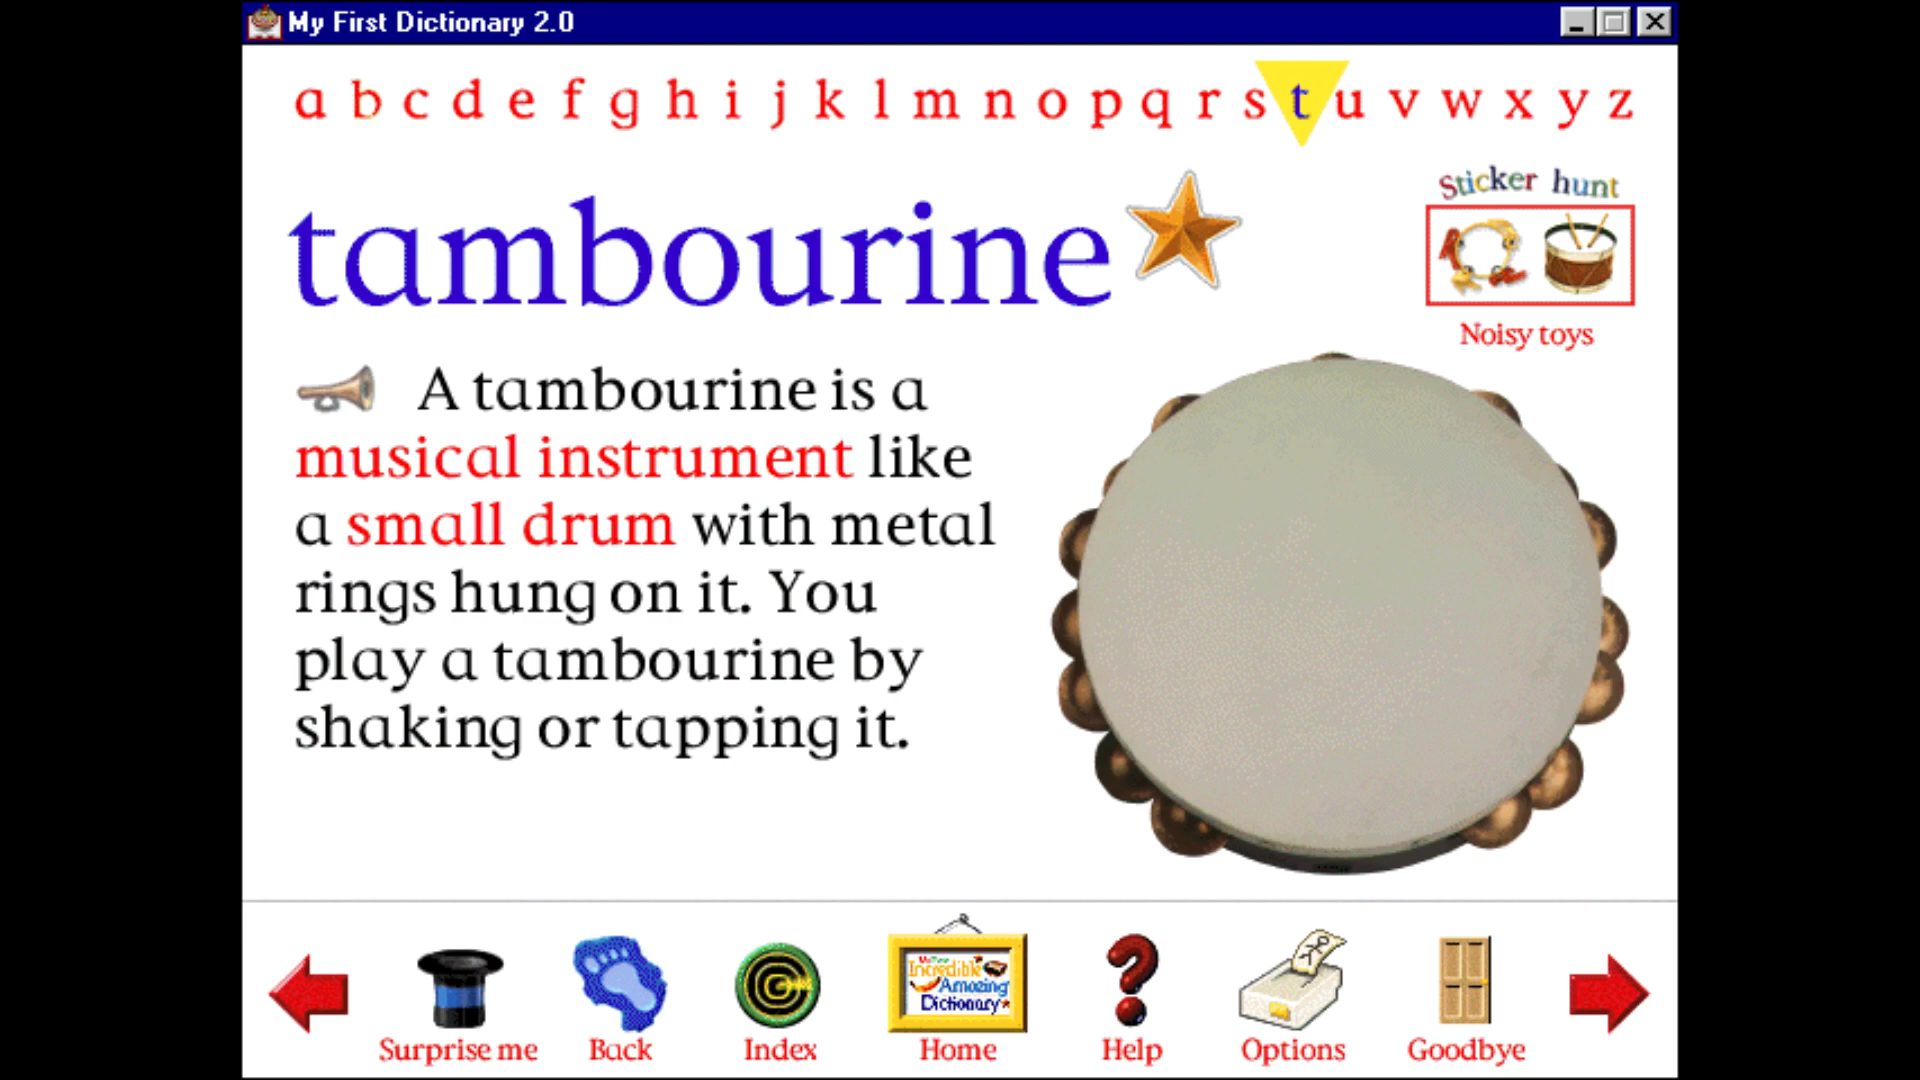 My First Dictionary 2.0
a b c d e f g h i j k l m n o p q r s t u v w x y z
Sticker hunt
tambourine
Noisy toys
A tambourine is a
musical instrument like
a small drum with metal
rings hung on it. You
play a tambourine by
shaking or tapping it.
My First
Incredible
Amazing
Dictionary
Surprise me Back Index Home Help Options Goodbye